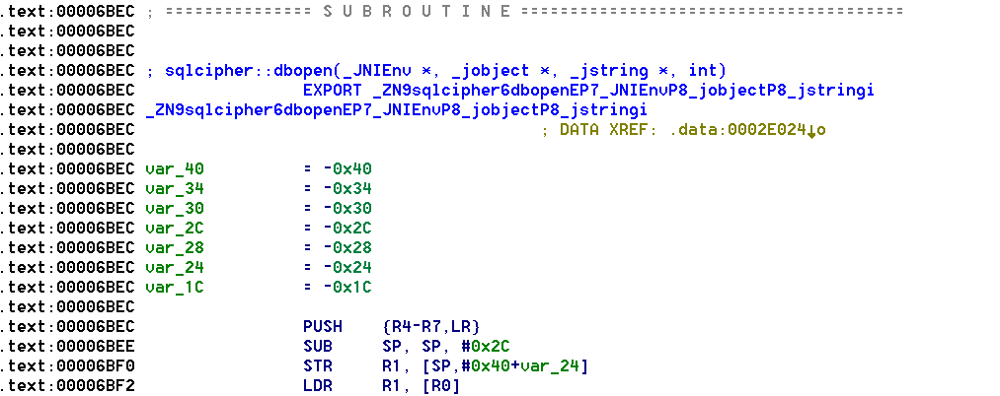 .text:00006BEC ; =============== S U B R O U T I N E =======================================
.text:00006BEC
.text:00006BEC
.text:00006BEC ; sqlcipher::dbopen(_JNIEnv *, _jobject *, _jstring *, int)
.text:00006BEC EXPORT _ZN9sqlcipher6dbopenEP7_JNIEnvP8_jobjectP8_jstringi
.text:00006BEC _ZN9sqlcipher6dbopenEP7_JNIEnvP8_jobjectP8_jstringi
.text:00006BEC ; DATA XREF: .data:0002E024↓o
.text:00006BEC
.text:00006BEC var_40 = -0x40
.text:00006BEC var_34 = -0x34
.text:00006BEC var_30 = -0x30
.text:00006BEC var_2C = -0x2C
.text:00006BEC var_28 = -0x28
.text:00006BEC var_24 = -0x24
.text:00006BEC var_1C = -0x1C
.text:00006BEC
.text:00006BEC PUSH {R4-R7,LR}
.text:00006BEE SUB SP, SP, #0x2C
.text:00006BF0 STR R1, [SP,#0x40+var_24]
.text:00006BF2 LDR R1, [R0]